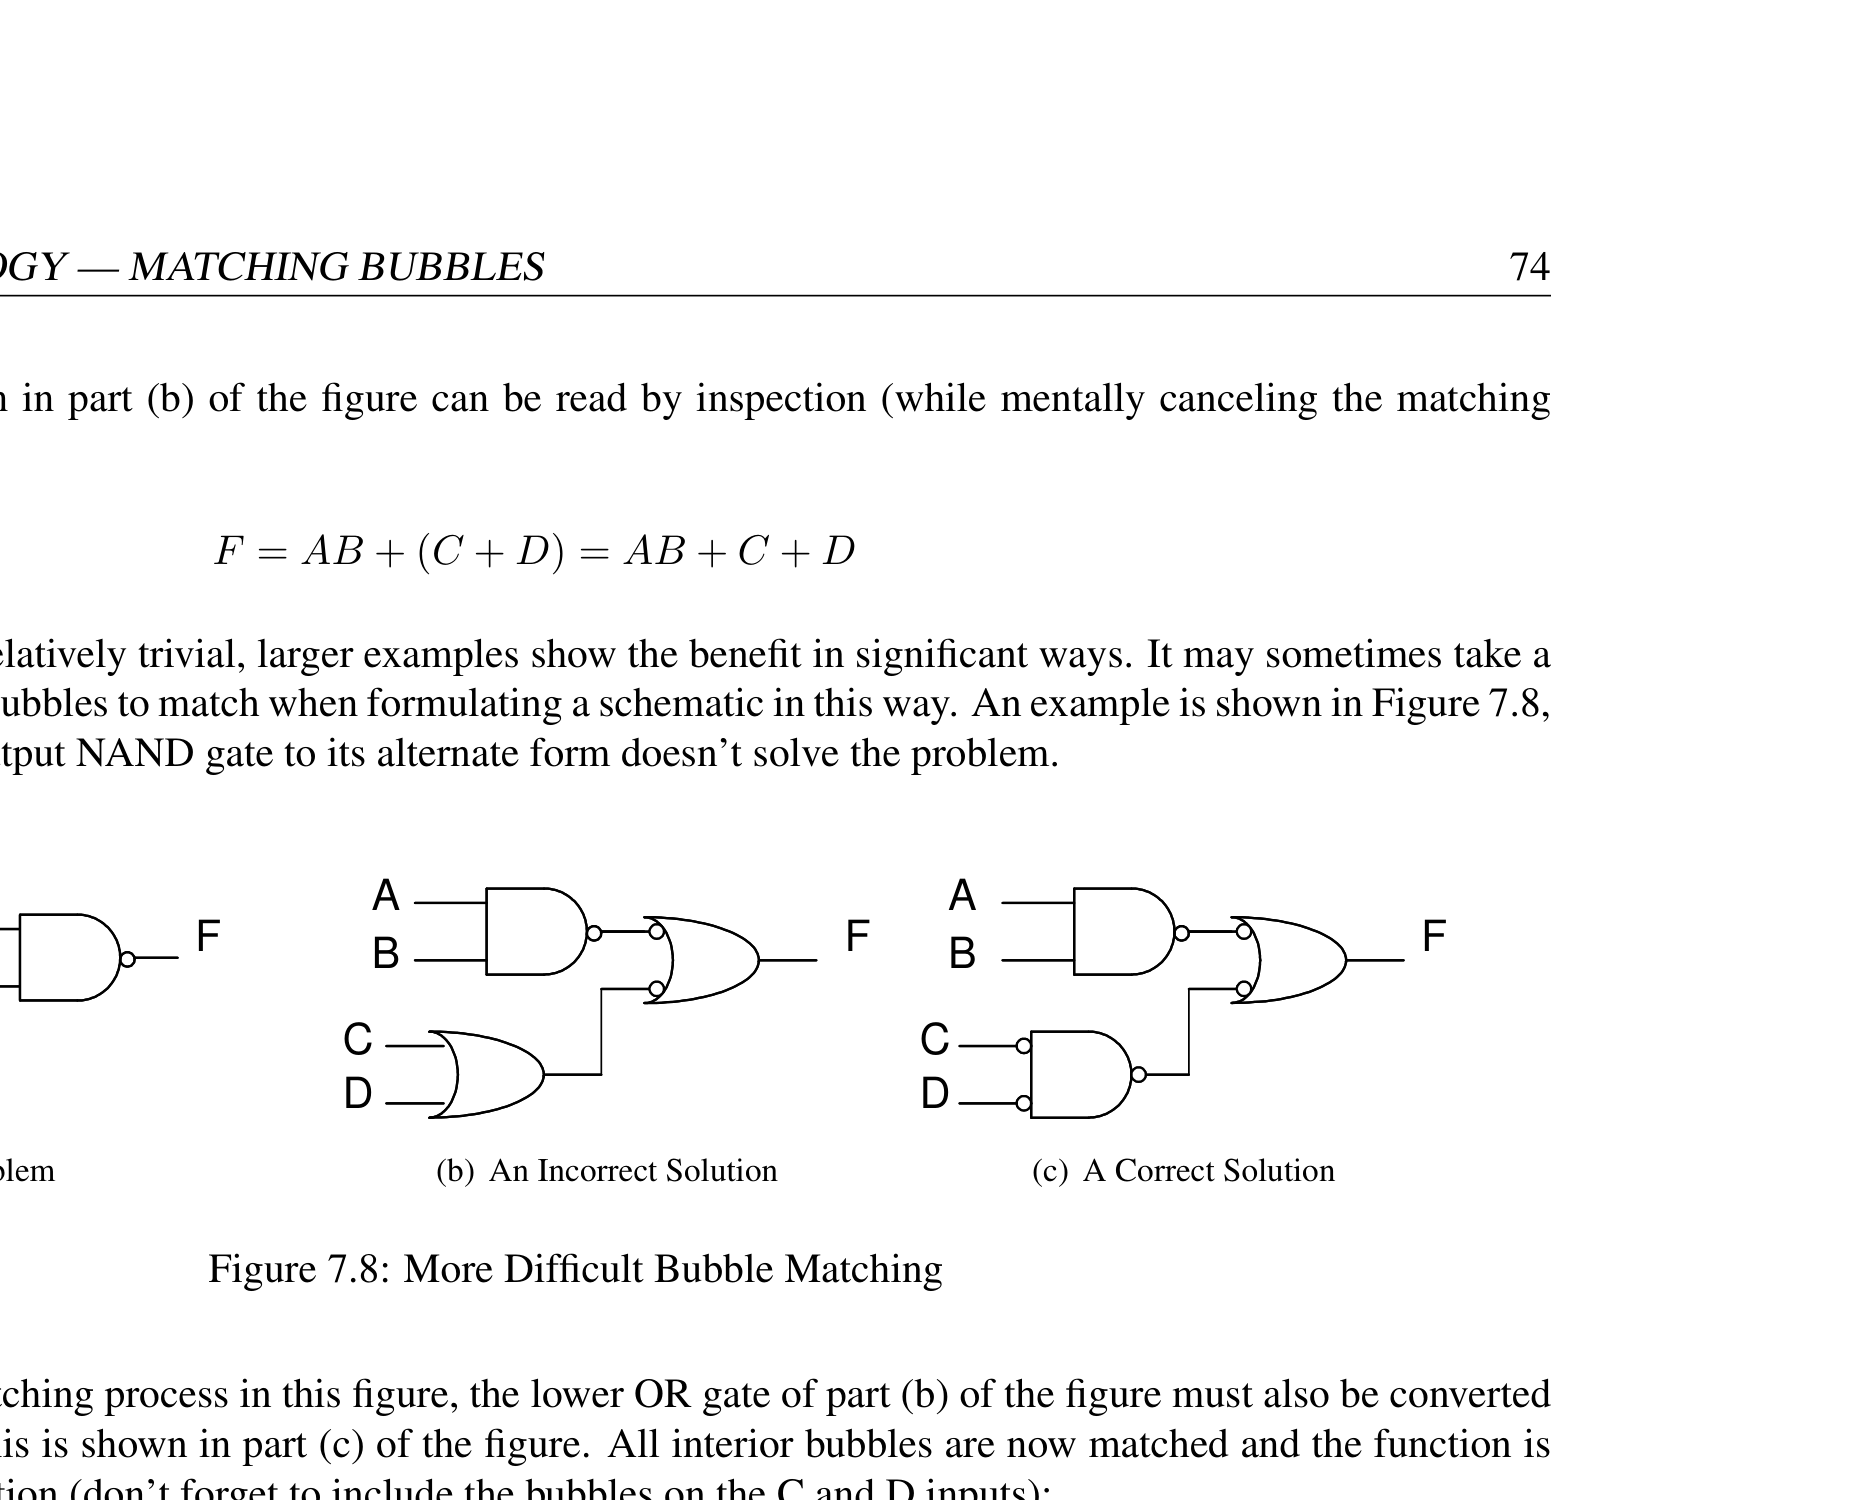 OGY — MATCHING BUBBLES 74
in part (b) of the figure can be read by inspection (while mentally canceling the matching
F = AB + (C + D) = AB + C + D
elatively trivial, larger examples show the benefit in significant ways. It may sometimes take a
ubbles to match when formulating a schematic in this way. An example is shown in Figure 7.8,
tput NAND gate to its alternate form doesn't solve the problem.
F
A
B
C
D
F
A
B
C
D
F
blem
(b) An Incorrect Solution
(c) A Correct Solution
Figure 7.8: More Difficult Bubble Matching
tching process in this figure, the lower OR gate of part (b) of the figure must also be converted
is is shown in part (c) of the figure. All interior bubbles are now matched and the function is
tion (don't forget to include the bubbles on the C and D inputs):